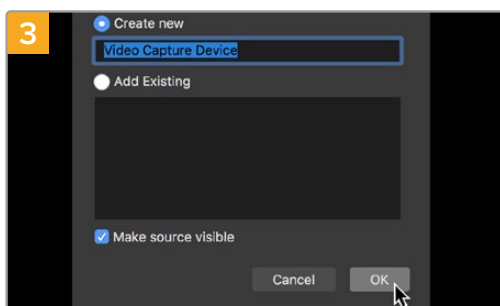 3
Create new
Video Capture Device
Add Existing
Make source visible
Cancel OK